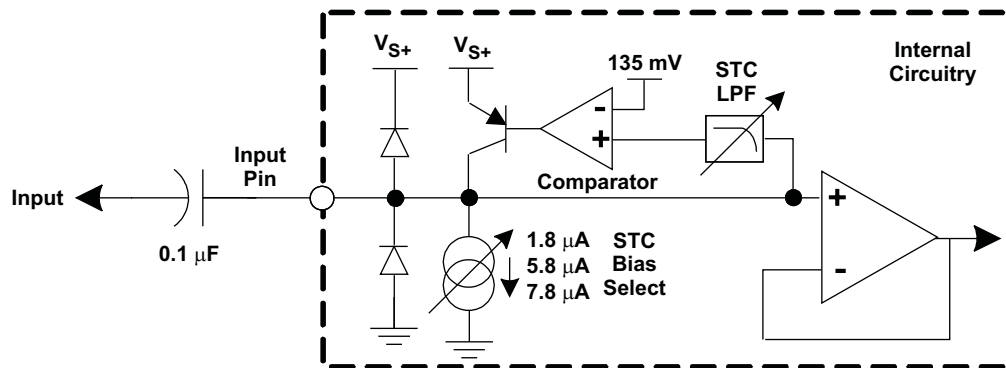 V_S+
V_S+
135 mV
STC
LPF
Internal
Circuitry
-
+
Input
Pin
Input
Comparator
0.1 μF
1.8 μA
5.8 μA
7.8 μA
STC
Bias
Select
+
-